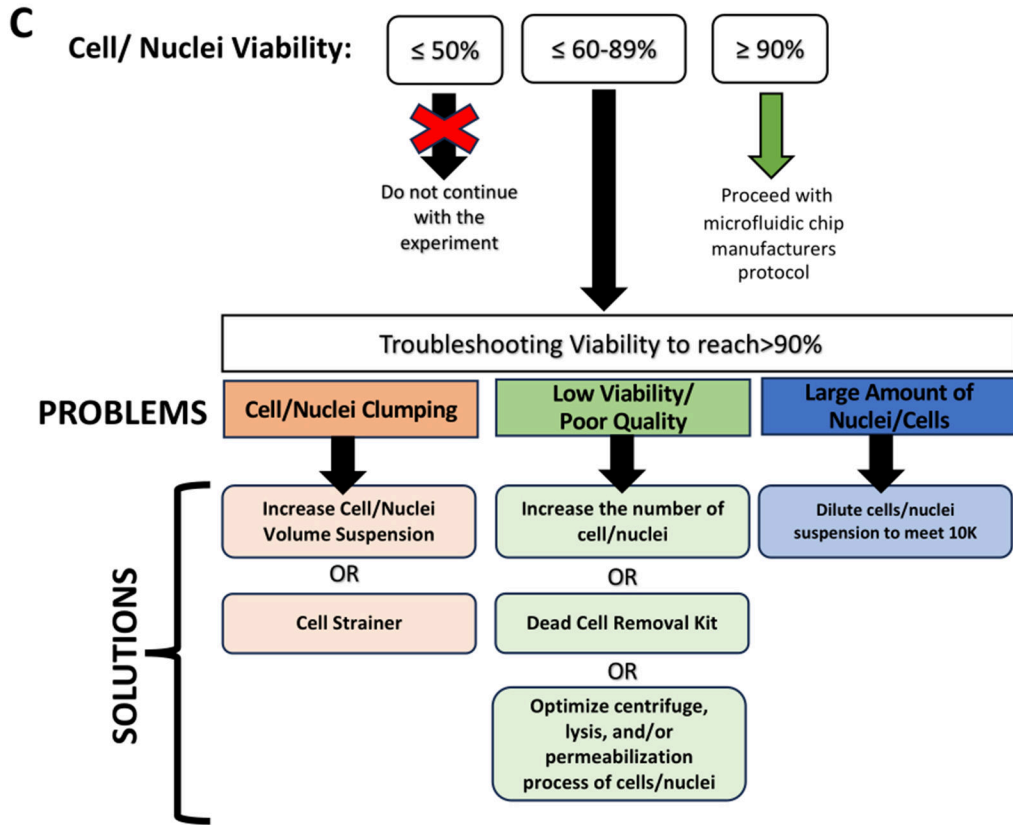 C
Cell/ Nuclei Viability:
≤ 50%
≤ 60-89%
≥ 90%
Do not continue
with the
experiment
Proceed with
microfluidic chip
manufacturers
protocol
Troubleshooting Viability to reach>90%
PROBLEMS
Cell/Nuclei Clumping
Low Viability/
Poor Quality
Large Amount of
Nuclei/Cells
SOLUTIONS
Increase Cell/Nuclei
Volume Suspension
OR
Cell Strainer
Increase the number of
cell/nuclei
OR
Dead Cell Removal Kit
OR
Optimize centrifuge,
lysis, and/or
permeabilization
process of cells/nuclei
Dilute cells/nuclei
suspension to meet 10K